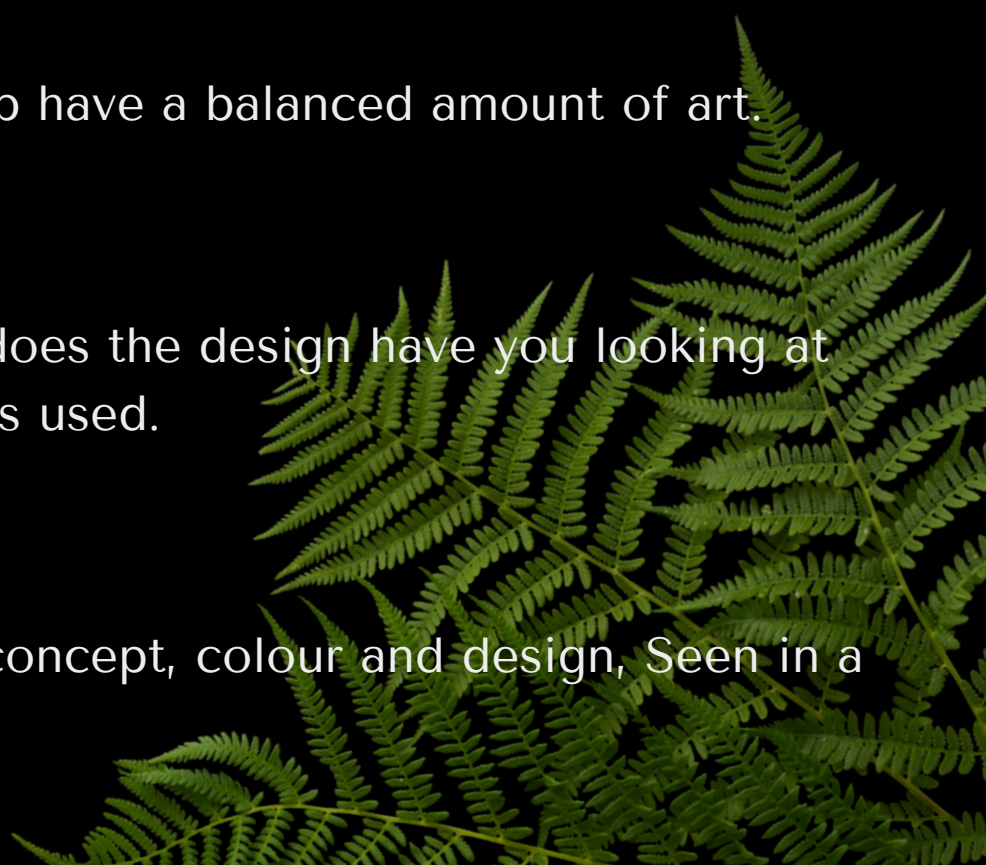 have a balanced amount of art.
does the design have you looking at
used.
concept, colour and design, Seen in a